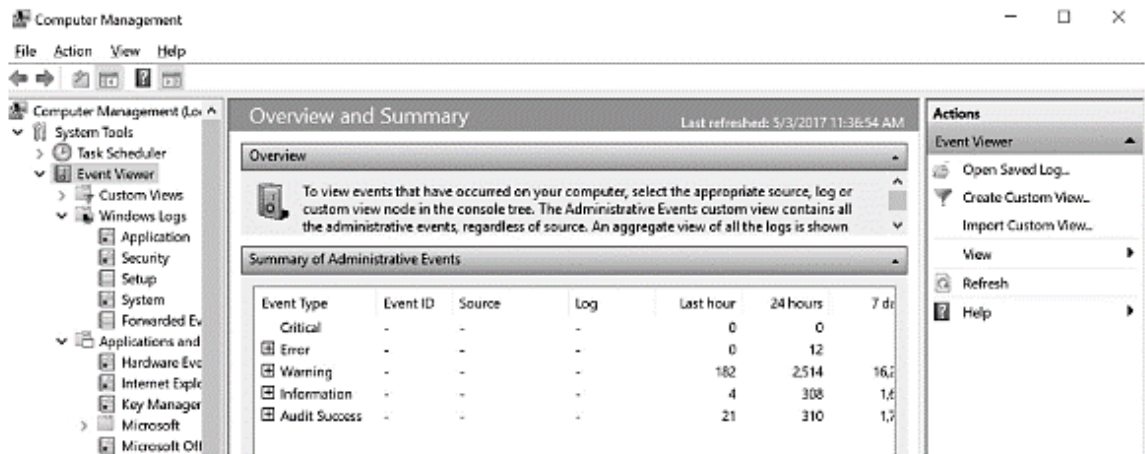 Computer Management
File Action View Help
Computer Management (Loc
System Tools
Task Scheduler
Event Viewer
Custom Views
Windows Logs
Application
Security
Setup
System
Forwarded Ev
Applications and
Hardware Eve
Internet Explo
Key Manager
Microsoft
Microsoft Off
Overview and Summary
Last refreshed: 5/3/2017 11:36:54 AM
Overview
To view events that have occurred on your computer, select the appropriate source, log or
custom view node in the console tree. The Administrative Events custom view contains all
the administrative events, regardless of source. An aggregate view of all the logs is shown
Summary of Administrative Events
Event Type Event ID Source Log Last hour 24 hours 7 da
Critical - - - 0 0
Error - - - 0 12
Warning - - - 182 2,514 16,2
Information - - - 4 308 1,6
Audit Success - - - 21 310 1,7
Actions
Event Viewer
Open Saved Log...
Create Custom View...
Import Custom View...
View
Refresh
Help